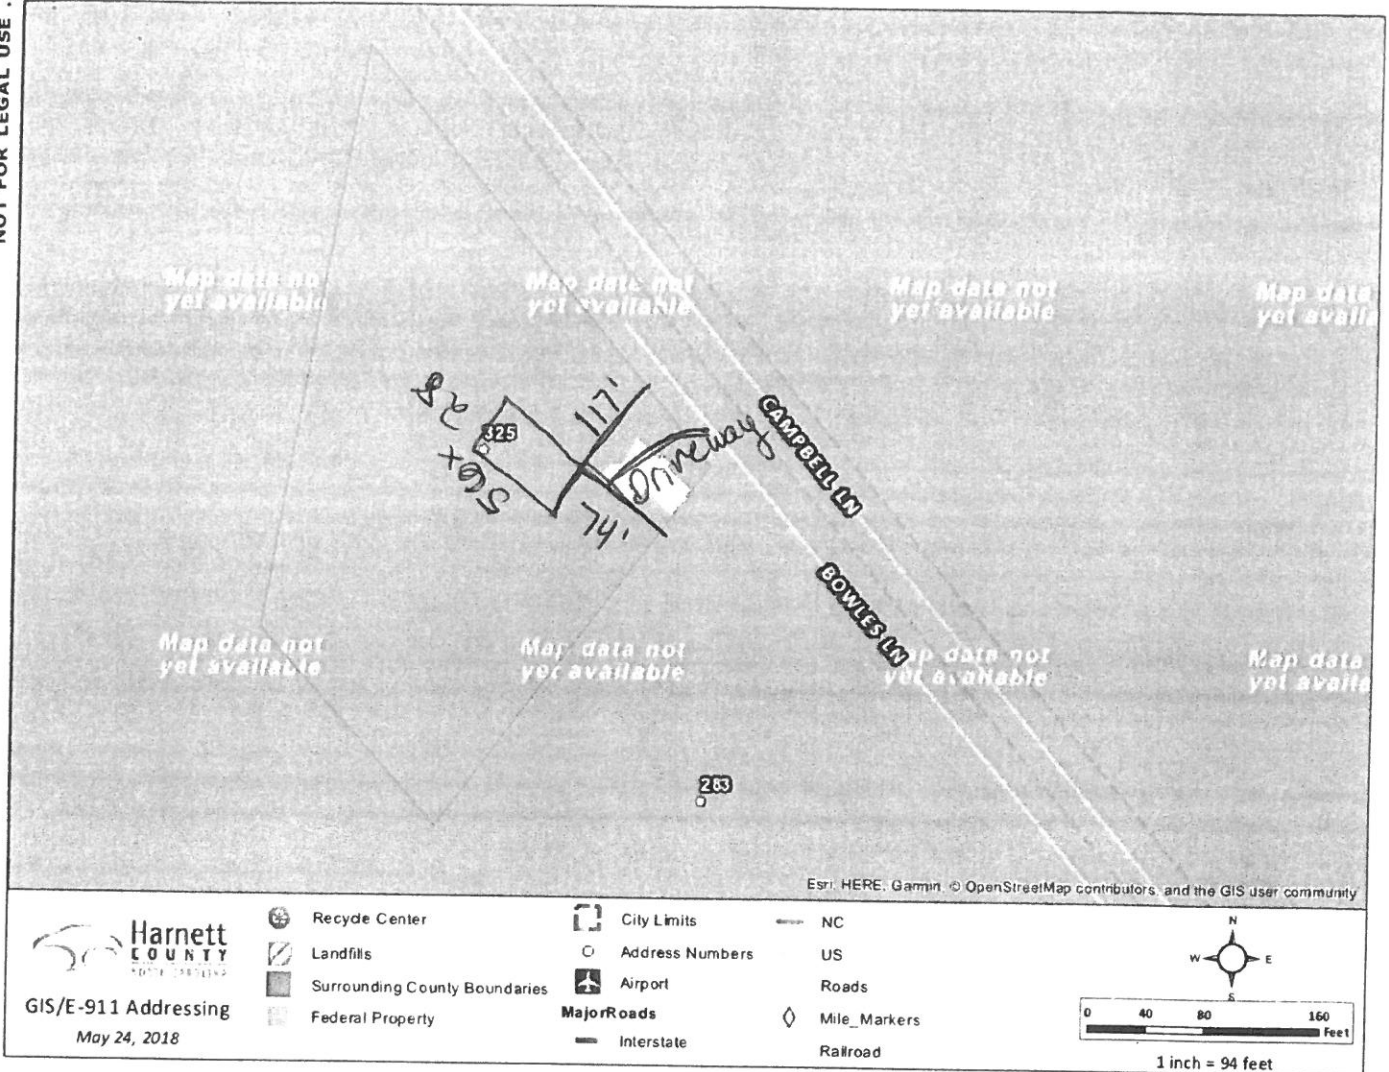 NOT FOR LEGAL USE
Map data no
yet available
Map data not
yet available
Map data not
yet available
Map data
yet availa
28
56x
325
117'
Driveway
74'
CAMPBELL LN
BOWLES LN
Map data not
yet available
Map data not
yet available
ap data not
yet available
Map data
yet availa
283
Esri, HERE, Garmin, © OpenStreetMap contributors, and the GIS user community
Harnett
COUNTY
NORTH CAROLINA
GIS/E-911 Addressing
May 24, 2018
Recycle Center
Landfills
Surrounding County Boundaries
Federal Property
City Limits
Address Numbers
Airport
MajorRoads
Interstate
NC
US
Roads
Mile_Markers
Railroad
N
W E
S
0 40 80 160
Feet
1 inch = 94 feet